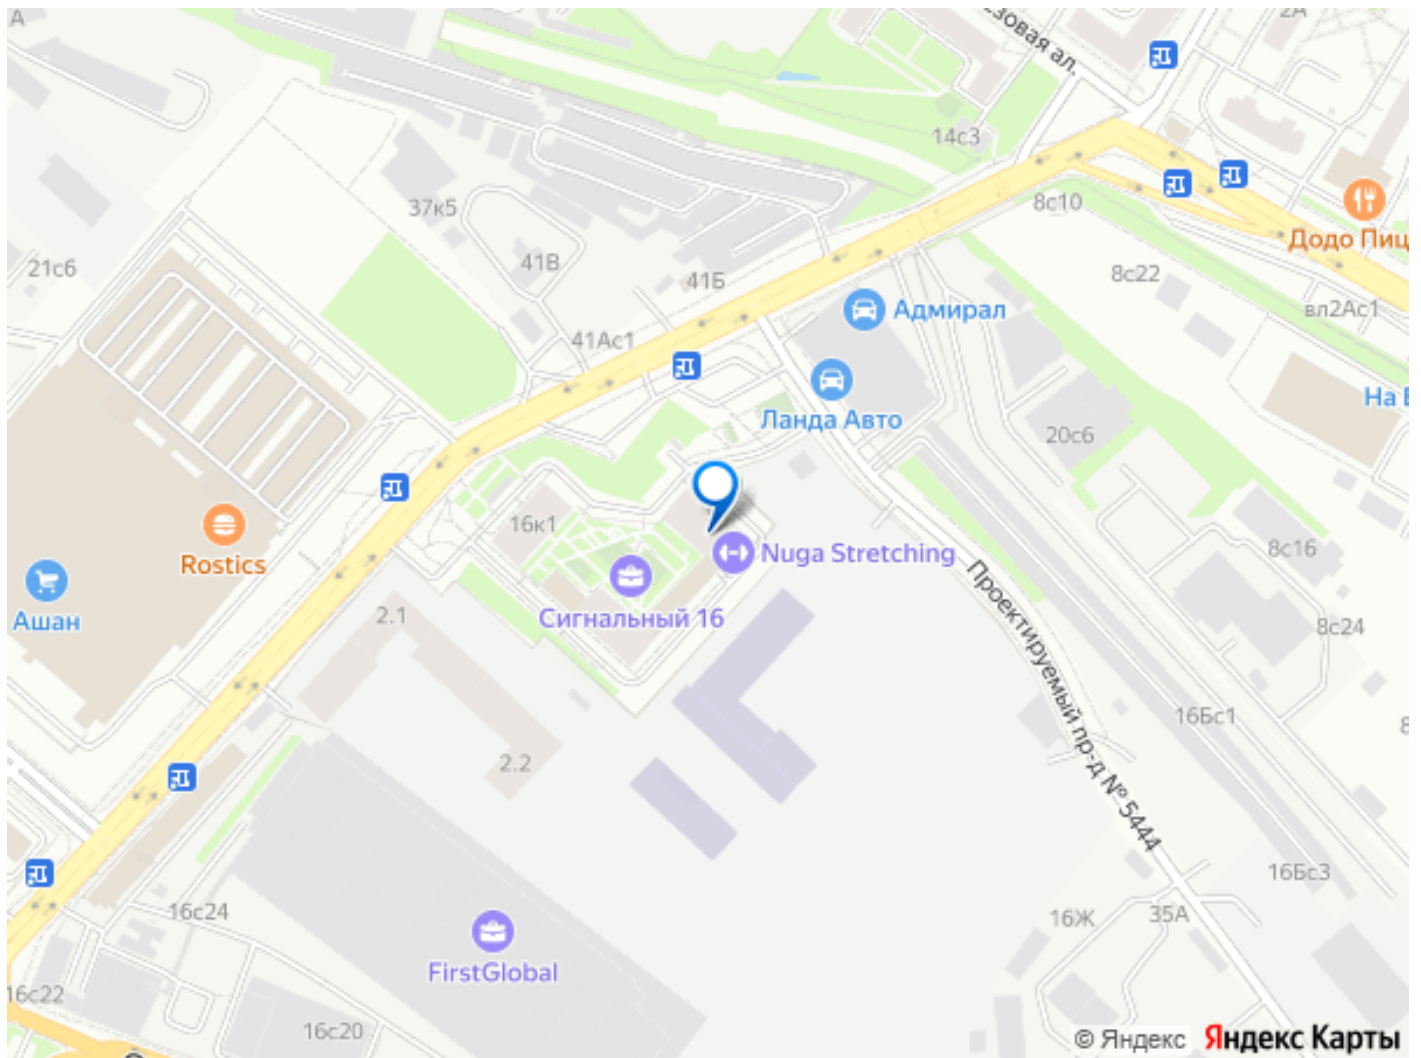 А
зовая ал.
2А
14с3
37к5
8с10
Додо Пиц
21с6
41В
41Б
8с22
вл2Ас1
Адмирал
41Ас1
На
Ланда Авто
20с6
16к1
Rostics
Nuga Stretching
8с16
Ашан
Сигнальный 16
2.1
8с24
Проектируемый пр-д № 5444
16Бс1
8
2.2
16Бс3
16с24
16Ж
35А
FirstGlobal
16с22
16с20
© Яндекс Яндекс Карты